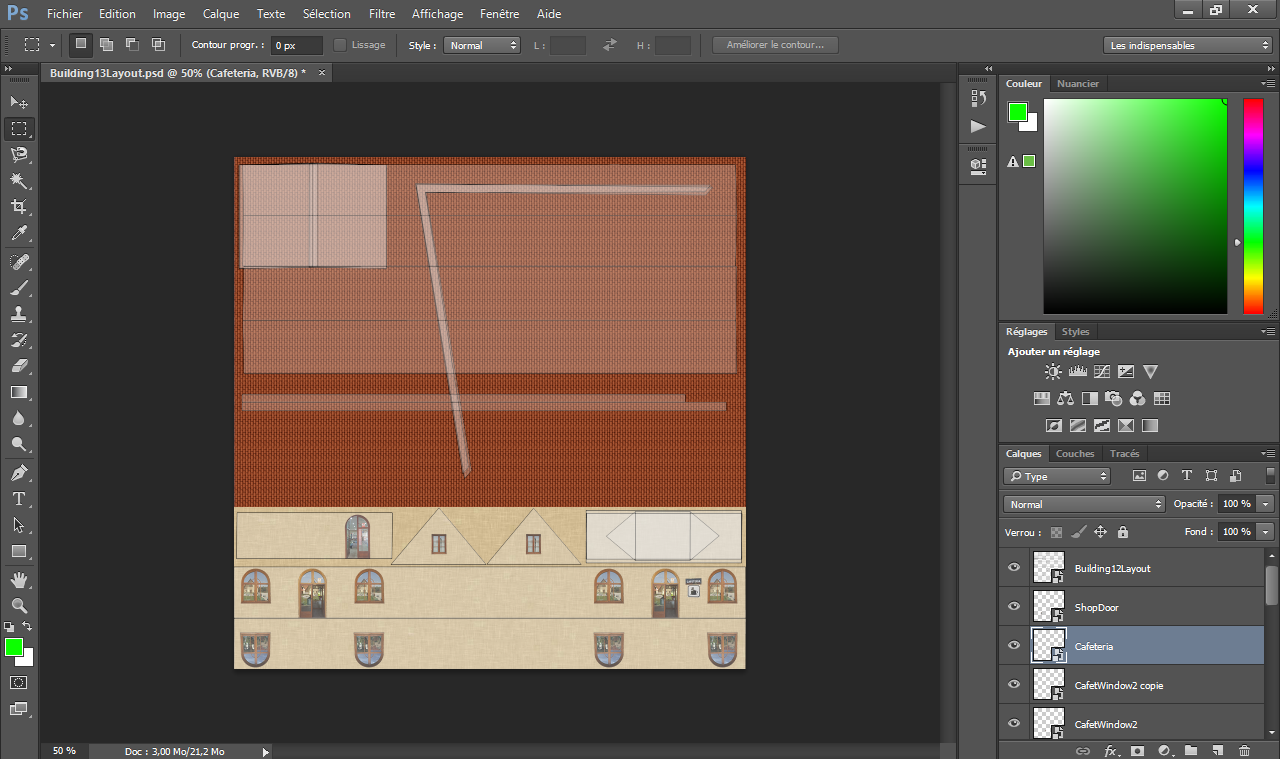 Ps Fichier Edition Image Calque Texte Sélection Filtre Affichage Fenêtre Aide
Contour progr. : 0 px Lissage Style : Normal L : H : Améliorer le contour... Les indispensables
Building13Layout.psd @ 50% (Cafeteria, RVB/8) * ×
Couleur Nuancier
Réglages Styles
Ajouter un réglage
Calques Couches Tracés
Type
Normal Opacité : 100 %
Verrou : Fond : 100 %
Building12Layout
ShopDoor
Cafeteria
CafetWindow2 copie
CafetWindow2
50 % Doc : 3,00 Mo/21,2 Mo